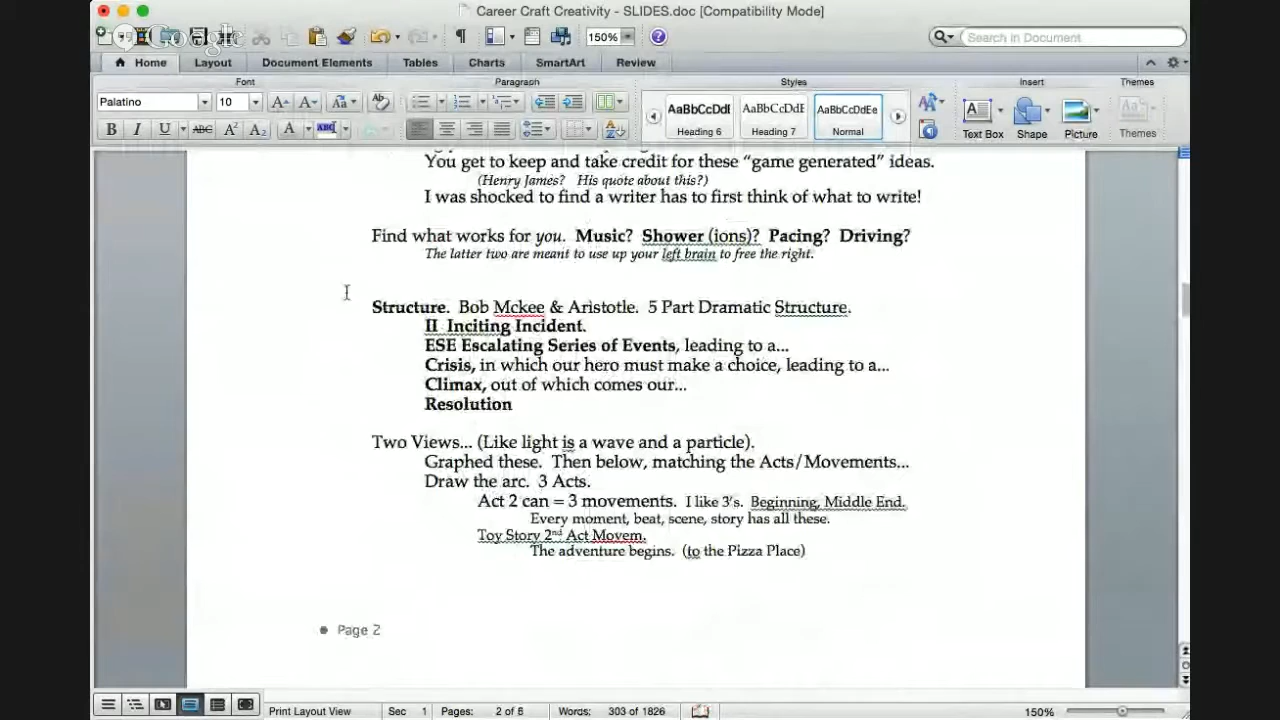 Career Craft Creativity - SLIDES.doc [Compatibility Mode]
Google
150%
Search in Document
Home Layout Document Elements Tables Charts SmartArt Review
Font Paragraph Styles Insert Themes
Palatino 10 A A Aa Abc
AaBbCcDdI AaBbCcDdE AaBbCcDdEe
Heading 6 Heading 7 Normal
B I U ABC A² A₂ A ABC
Text Box Shape Picture Themes
You get to keep and take credit for these “game generated” ideas.
(Henry James? His quote about this?)
I was shocked to find a writer has to first think of what to write!
Find what works for you. Music? Shower (ions)? Pacing? Driving?
The latter two are meant to use up your left brain to free the right.
Structure. Bob Mckee & Aristotle. 5 Part Dramatic Structure.
II Inciting Incident.
ESE Escalating Series of Events, leading to a...
Crisis, in which our hero must make a choice, leading to a...
Climax, out of which comes our...
Resolution
Two Views... (Like light is a wave and a particle).
Graphed these. Then below, matching the Acts/Movements...
Draw the arc. 3 Acts.
Act 2 can = 3 movements. I like 3's. Beginning, Middle End.
Every moment, beat, scene, story has all these.
Toy Story 2nd Act Movem.
The adventure begins. (to the Pizza Place)
Page 2
Print Layout View Sec 1 Pages: 2 of 6 Words: 303 of 1826 150%